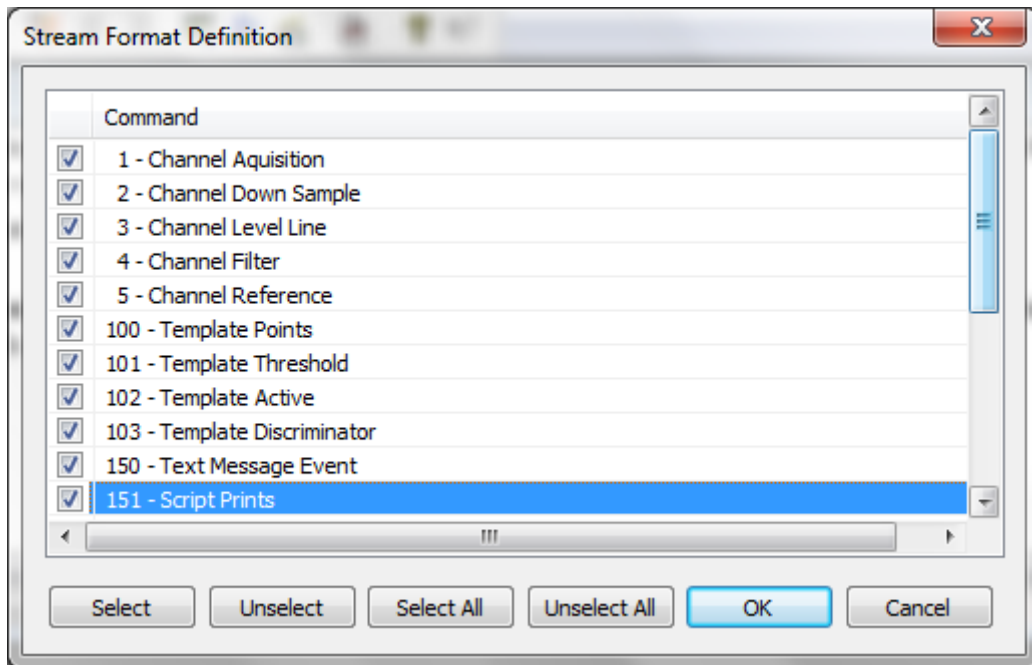 Stream Format Definition
Command
1 - Channel Aquisition
2 - Channel Down Sample
3 - Channel Level Line
4 - Channel Filter
5 - Channel Reference
100 - Template Points
101 - Template Threshold
102 - Template Active
103 - Template Discriminator
150 - Text Message Event
151 - Script Prints
Select Unselect Select All Unselect All OK Cancel